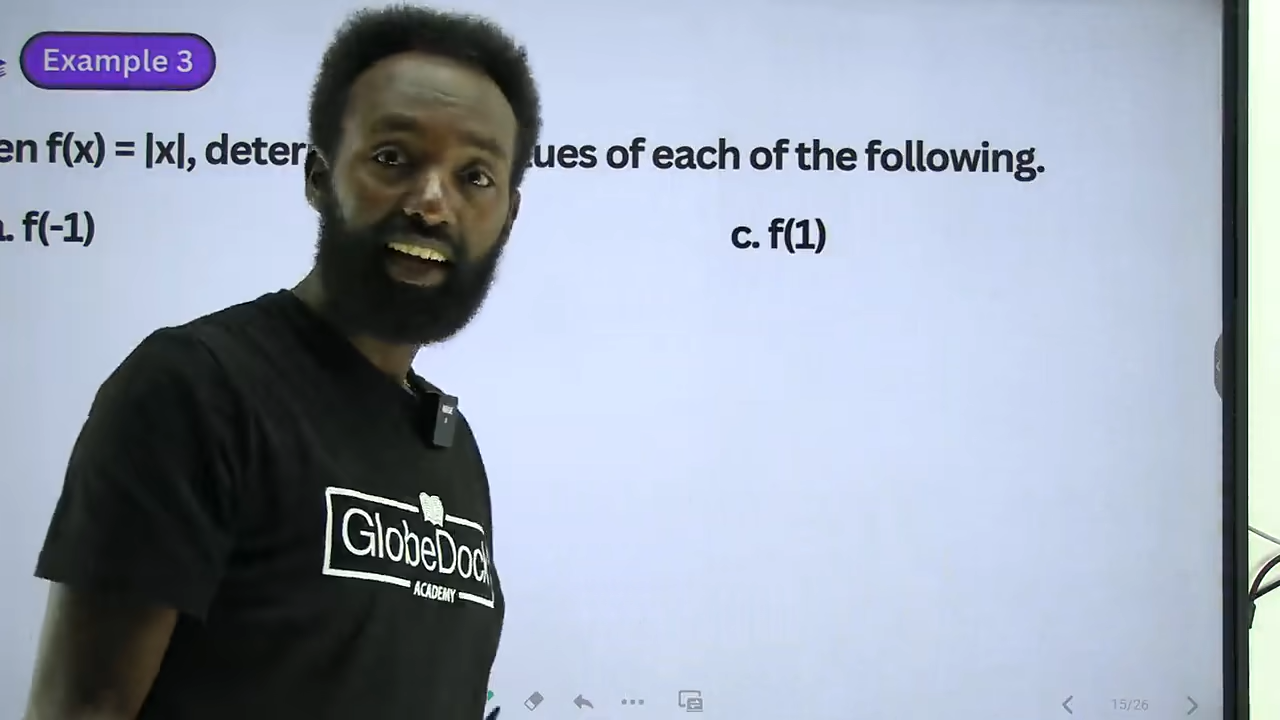 Example 3
en f(x) = |x|, deter ues of each of the following.
. f(-1)
c. f(1)
GlobeDock
ACADEMY
15/26